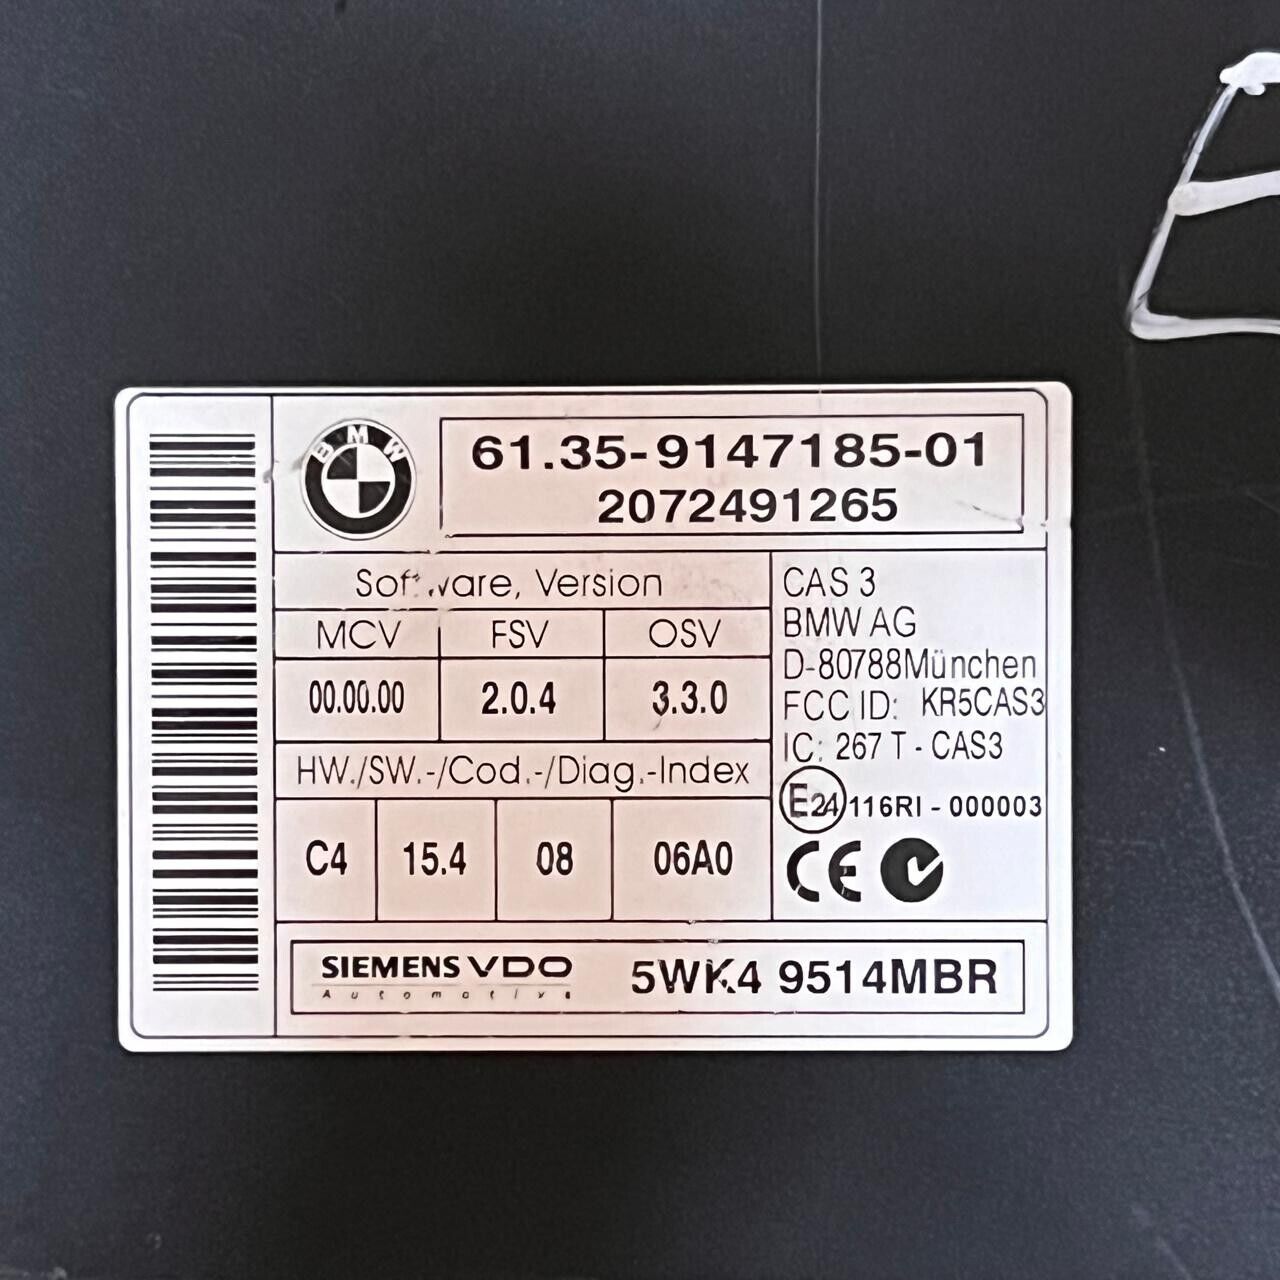 BMW
61.35-9147185-01
2072491265
Software, Version
MCV FSV OSV
00.00.00 2.0.4 3.3.0
HW./SW.-/Cod.-/Diag.-Index
C4 15.4 08 06A0
CAS 3
BMW AG
D-80788München
FCC ID: KR5CAS3
IC: 267 T - CAS3
E24 116RI - 000003
CE
SIEMENS VDO
Automotive
5WK4 9514MBR